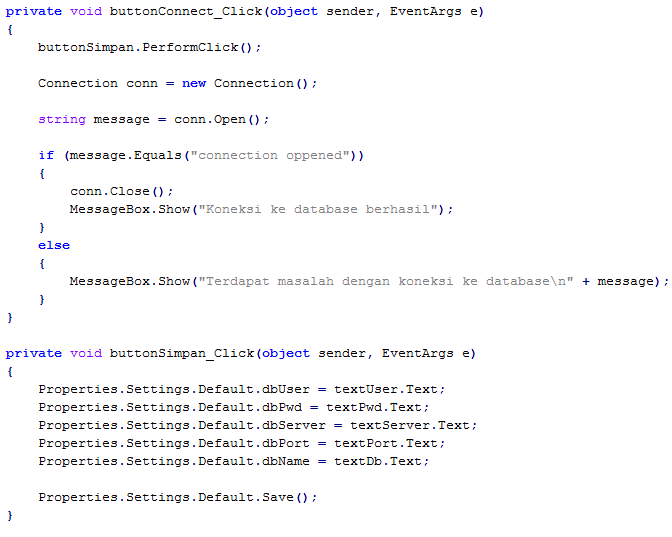 private void buttonConnect_Click(object sender, EventArgs e)
{
    buttonSimpan.PerformClick();

    Connection conn = new Connection();

    string message = conn.Open();

    if (message.Equals("connection oppened"))
    {
        conn.Close();
        MessageBox.Show("Koneksi ke database berhasil");
    }
    else
    {
        MessageBox.Show("Terdapat masalah dengan koneksi ke database\n" + message);
    }
}

private void buttonSimpan_Click(object sender, EventArgs e)
{
    Properties.Settings.Default.dbUser = textUser.Text;
    Properties.Settings.Default.dbPwd = textPwd.Text;
    Properties.Settings.Default.dbServer = textServer.Text;
    Properties.Settings.Default.dbPort = textPort.Text;
    Properties.Settings.Default.dbName = textDb.Text;

    Properties.Settings.Default.Save();
}